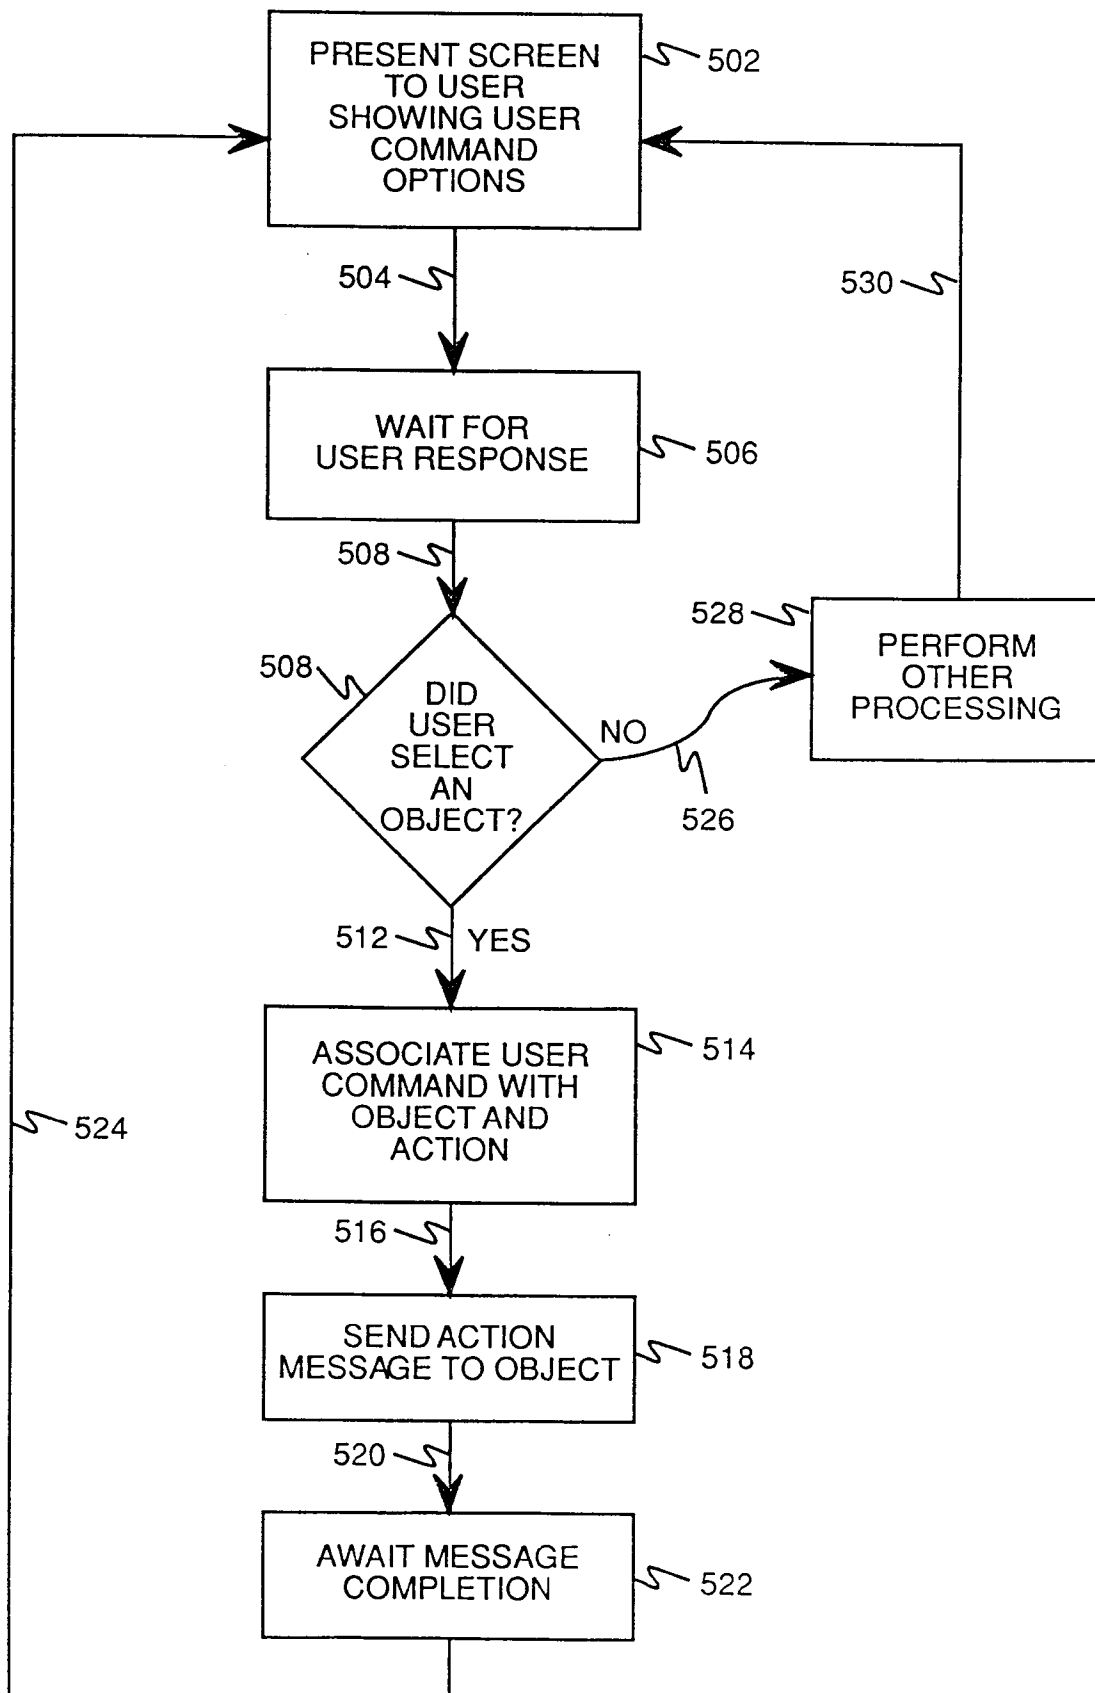 PRESENT SCREEN
TO USER
SHOWING USER
COMMAND
OPTIONS
502
504
530
WAIT FOR
USER RESPONSE
506
508
528
PERFORM
OTHER
PROCESSING
508
DID
USER
SELECT
AN
OBJECT?
NO
526
512
YES
ASSOCIATE USER
COMMAND WITH
OBJECT AND
ACTION
514
524
516
SEND ACTION
MESSAGE TO OBJECT
518
520
AWAIT MESSAGE
COMPLETION
522